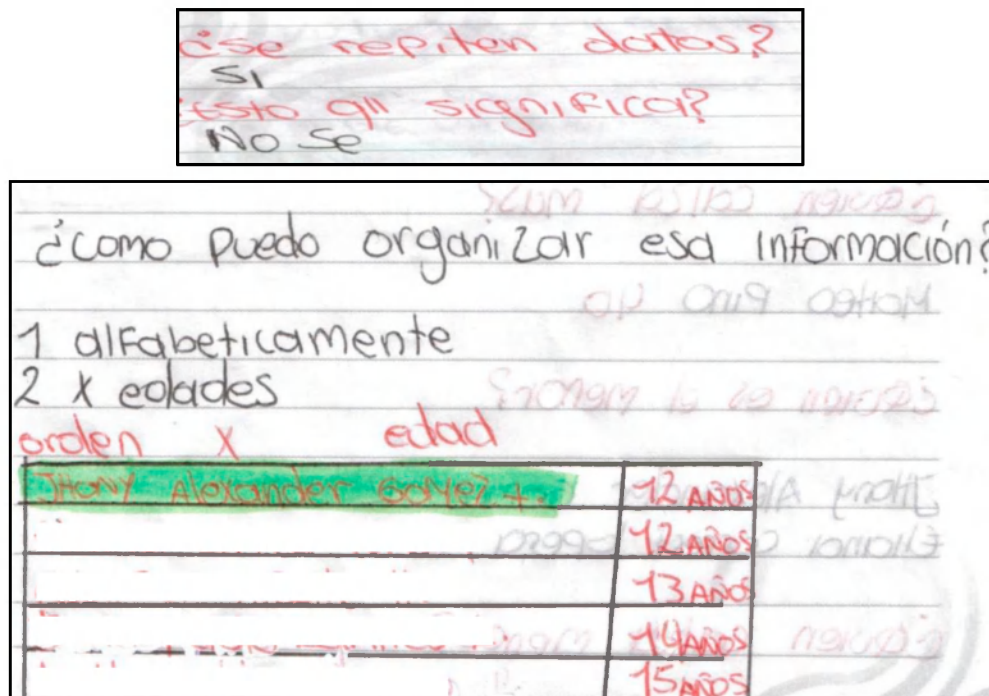 ¿se repiten datos?
SI
¿Esto qu significa?
NO Se
¿como puedo organizar esa información?
1 alfabeticamente
2 X edades
orden X edad
JHONY Alexander GOMEZ +. 12 AÑOS
12 AÑOS
13 AÑOS
14 AÑOS
15 AÑOS